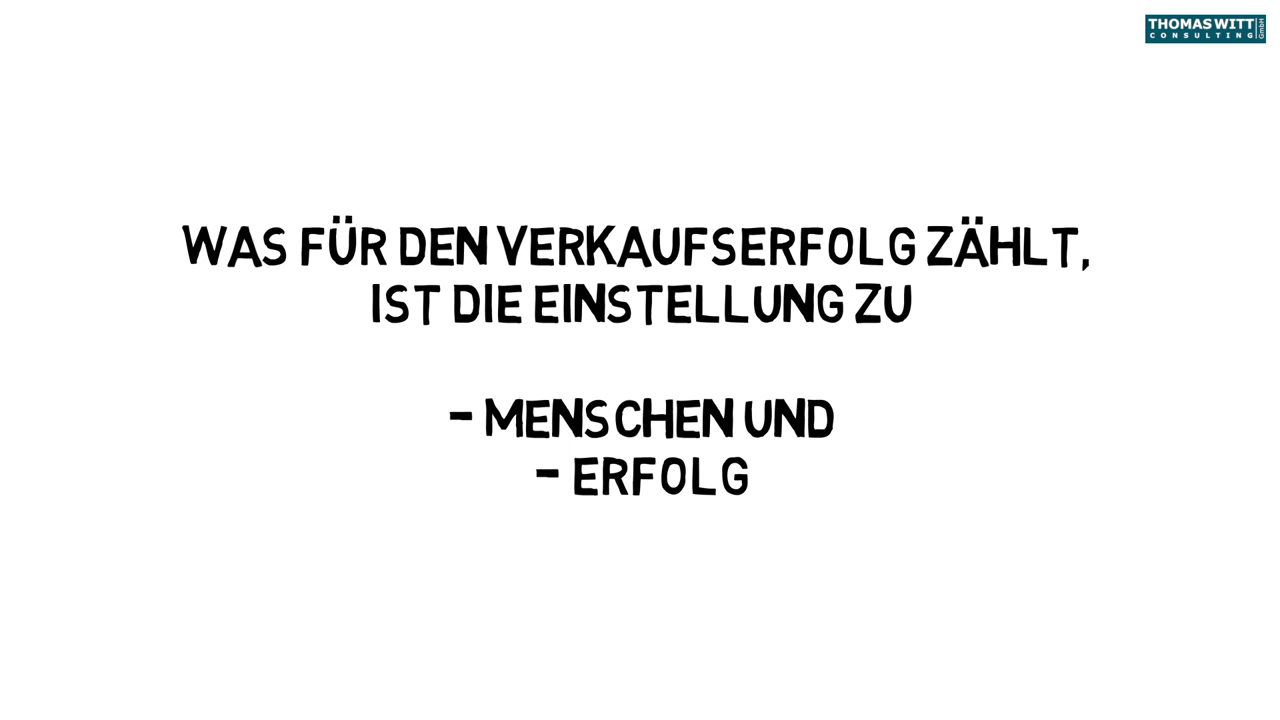 THOMAS WITT GmbH
CONSULTING
WAS FÜR DEN VERKAUFSERFOLG ZÄHLT,
IST DIE EINSTELLUNG ZU
- MENSCHEN UND
- ERFOLG